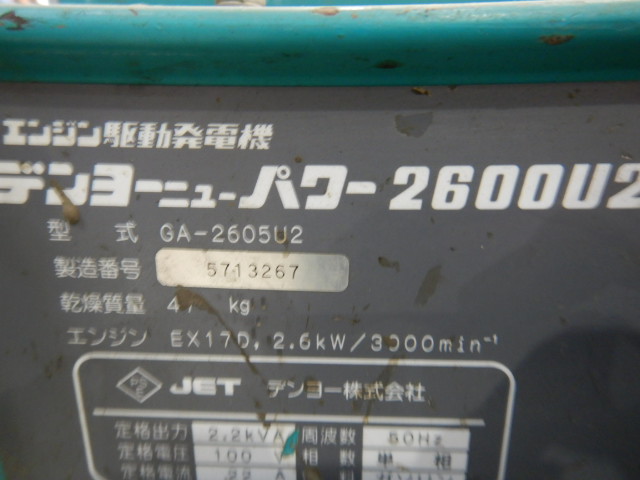 エンジン駆動発電機
デンヨーニューパワー2600U2
型式 GA-2605U2
製造番号 5713267
乾燥質量 47 kg
エンジン EX17D, 2.6kW/3000min⁻¹
PSE JET デンヨー株式会社
定格出力 2.2kVA 周波数 50Hz
定格電圧 100 V 相数 単相
定格電流 22 A